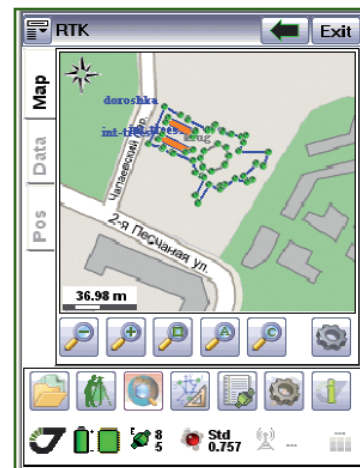 RTK
Exit
Map
Data
Pos
doroshka
Чапаевский пер.
2-я Песчаная ул.
36.98 m
A
C
8
5
Std
0.757
...